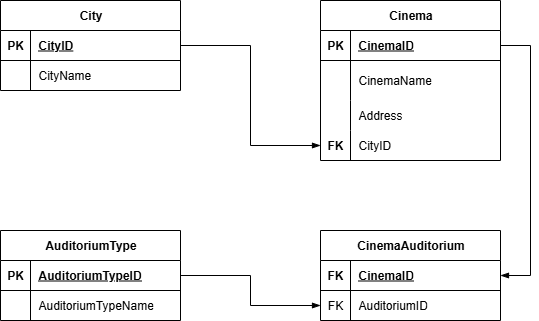 City
PK CityID
CityName
Cinema
PK CinemaID
CinemaName
Address
FK CityID
AuditoriumType
PK AuditoriumTypeID
AuditoriumTypeName
CinemaAuditorium
FK CinemaID
FK AuditoriumID